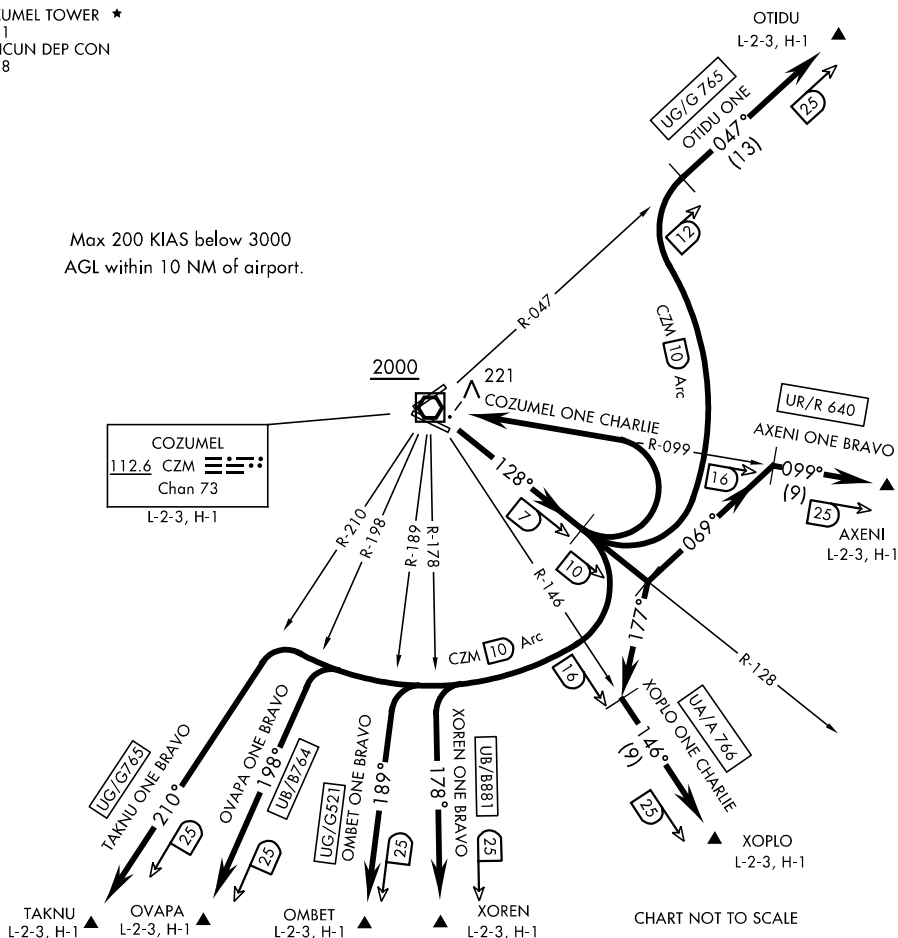 UMEL TOWER ★
1
CUN DEP CON
8
OTIDU
L-2-3, H-1
25
UG/G 765
OTIDU ONE
047°
(13)
12
Max 200 KIAS below 3000
AGL within 10 NM of airport.
R-047
CZM 10 Arc
2000
221
COZUMEL ONE CHARLIE
UR/R 640
AXENI ONE BRAVO
R-099
16
099°
(9)
25
AXENI
L-2-3, H-1
COZUMEL
112.6 CZM
Chan 73
L-2-3, H-1
128°
7
10
069°
R-210
R-198
R-189
R-178
R-146
177°
CZM 10 Arc
16
R-128
UA/A 766
XOPLO ONE CHARLIE
146°
(9)
25
XOPLO
L-2-3, H-1
UG/G765
TAKNU ONE BRAVO
210°
25
OVAPA ONE BRAVO
198°
UB/B764
25
UG/G521
OMBET ONE BRAVO
189°
25
178°
XOREN ONE BRAVO
UB/B881
25
TAKNU
L-2-3, H-1
OVAPA
L-2-3, H-1
OMBET
L-2-3, H-1
XOREN
L-2-3, H-1
CHART NOT TO SCALE